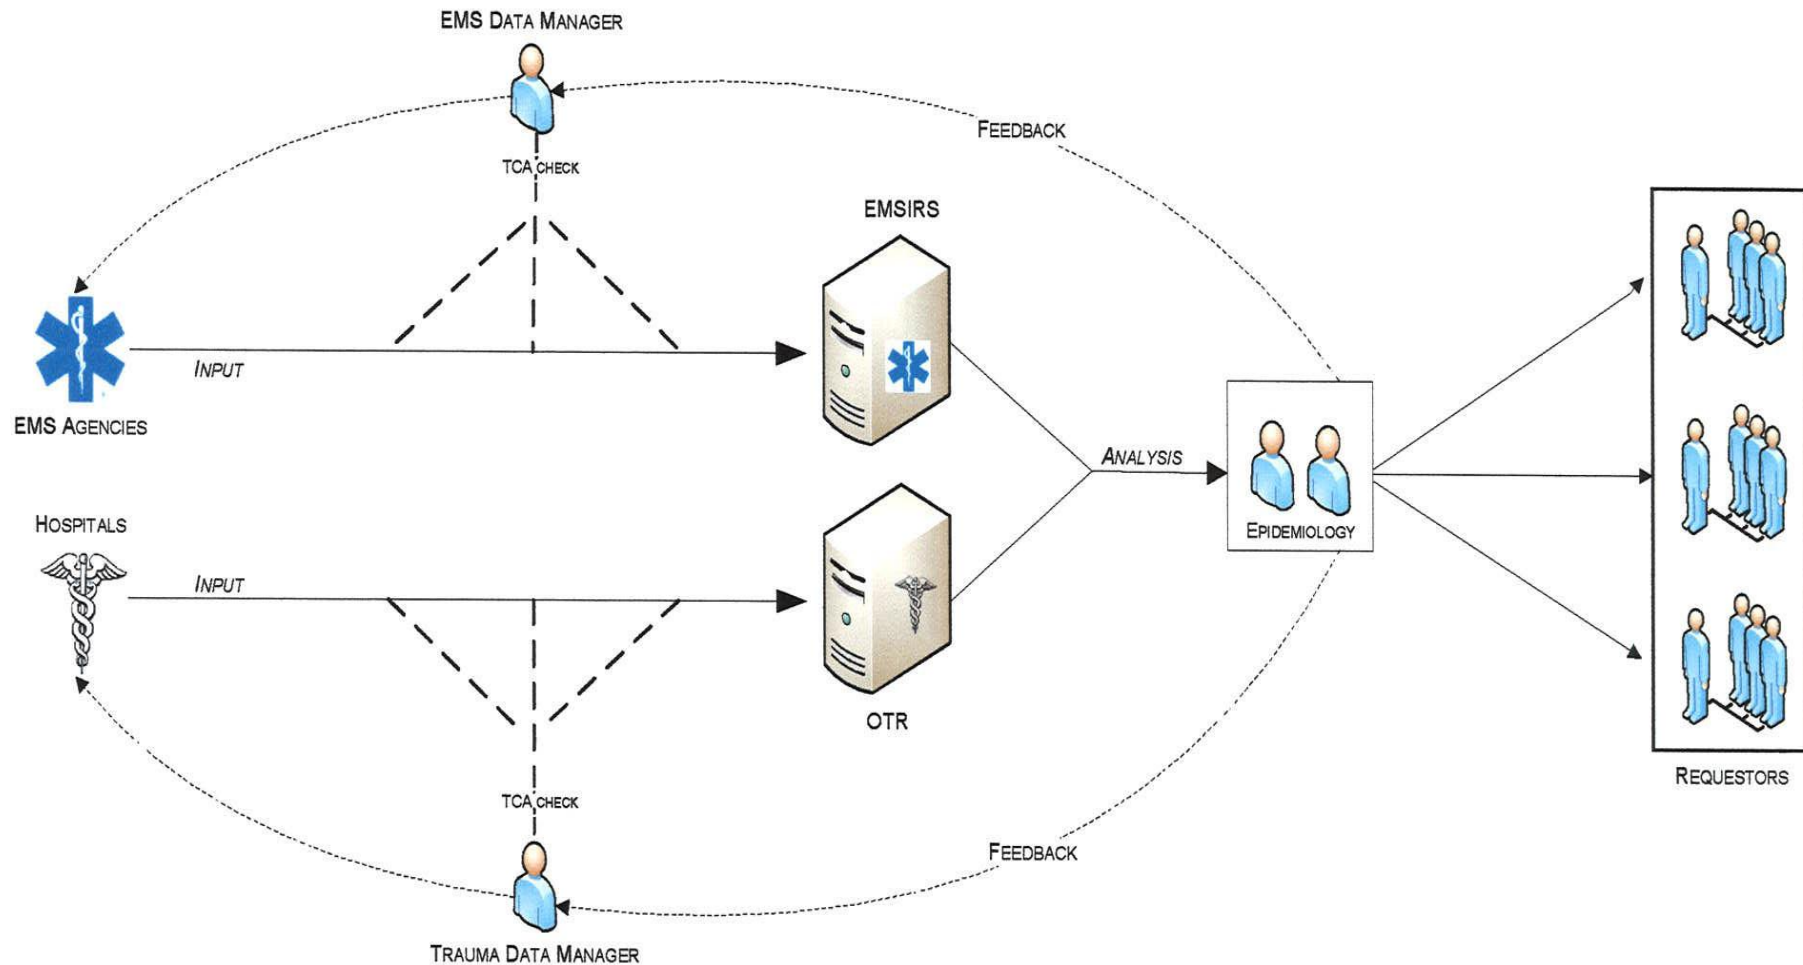 EMS DATA MANAGER
FEEDBACK
TCA CHECK
EMSIRS
INPUT
EMS AGENCIES
ANALYSIS
HOSPITALS
EPIDEMIOLOGY
INPUT
OTR
REQUESTORS
TCA CHECK
FEEDBACK
TRAUMA DATA MANAGER